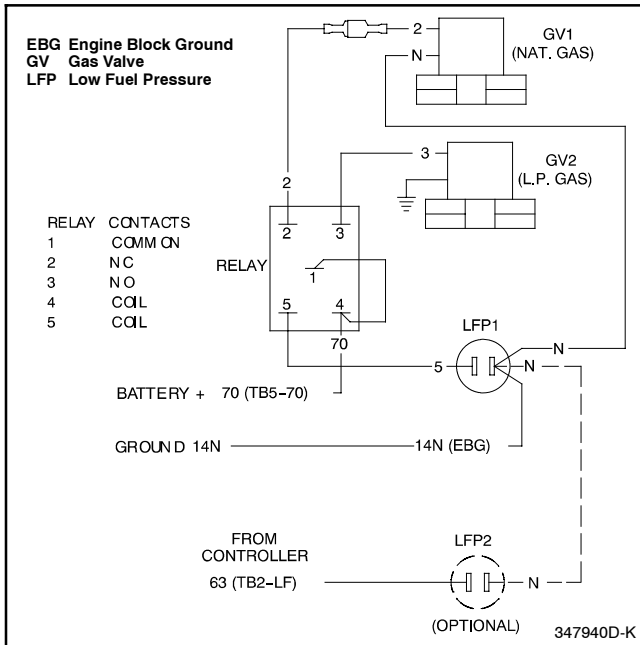 EBG Engine Block Ground
GV Gas Valve
LFP Low Fuel Pressure
2
GV1
(NAT. GAS)
N
3
GV2
(L.P. GAS)
2
RELAY CONTACTS
1 COMMON
2 NC
3 NO
4 COIL
5 COIL
RELAY
2 3
1
5 4
70
LFP1
N
5
N
BATTERY + 70 (TB5-70)
GROUND 14N
14N (EBG)
FROM
CONTROLLER
63 (TB2-LF)
LFP2
N
(OPTIONAL)
347940D-K